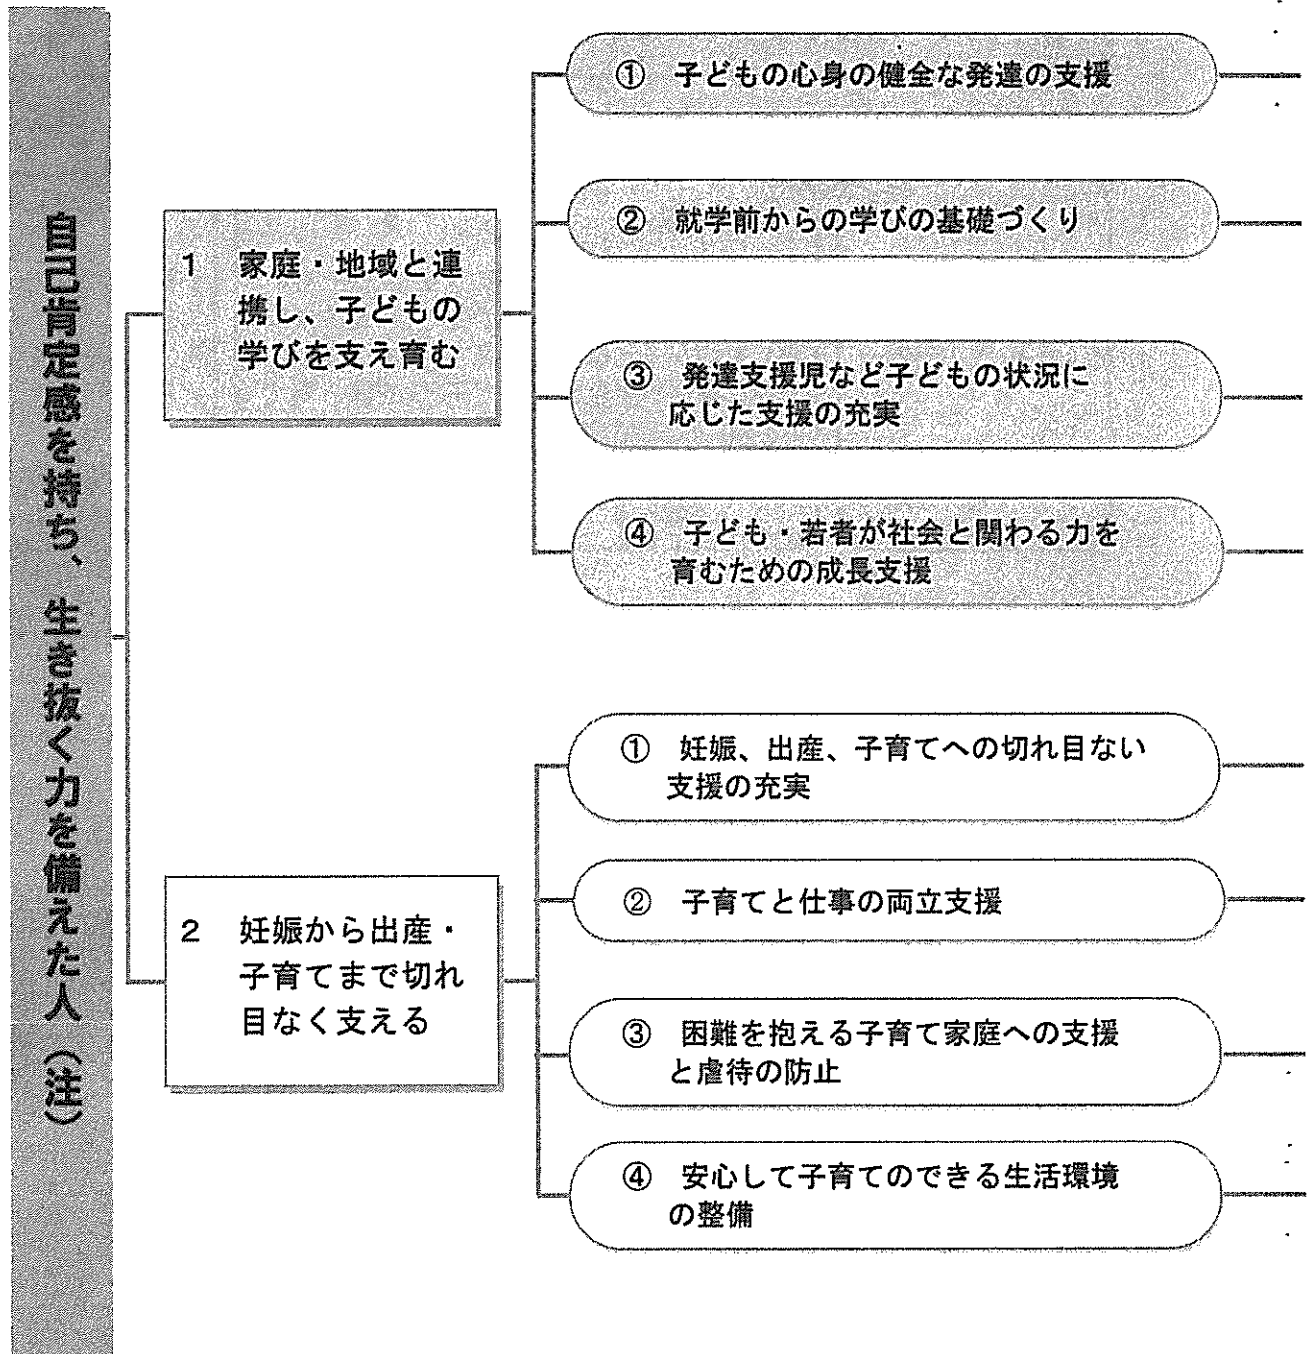 自己肯定感を持ち、生き抜く力を備えた人（注）
1　家庭・地域と連
携し、子どもの
学びを支え育む
①　子どもの心身の健全な発達の支援
②　就学前からの学びの基礎づくり
③　発達支援児など子どもの状況に
応じた支援の充実
④　子ども・若者が社会と関わる力を
育むための成長支援
2　妊娠から出産・
子育てまで切れ
目なく支える
①　妊娠、出産、子育てへの切れ目ない
支援の充実
②　子育てと仕事の両立支援
③　困難を抱える子育て家庭への支援
と虐待の防止
④　安心して子育てのできる生活環境
の整備